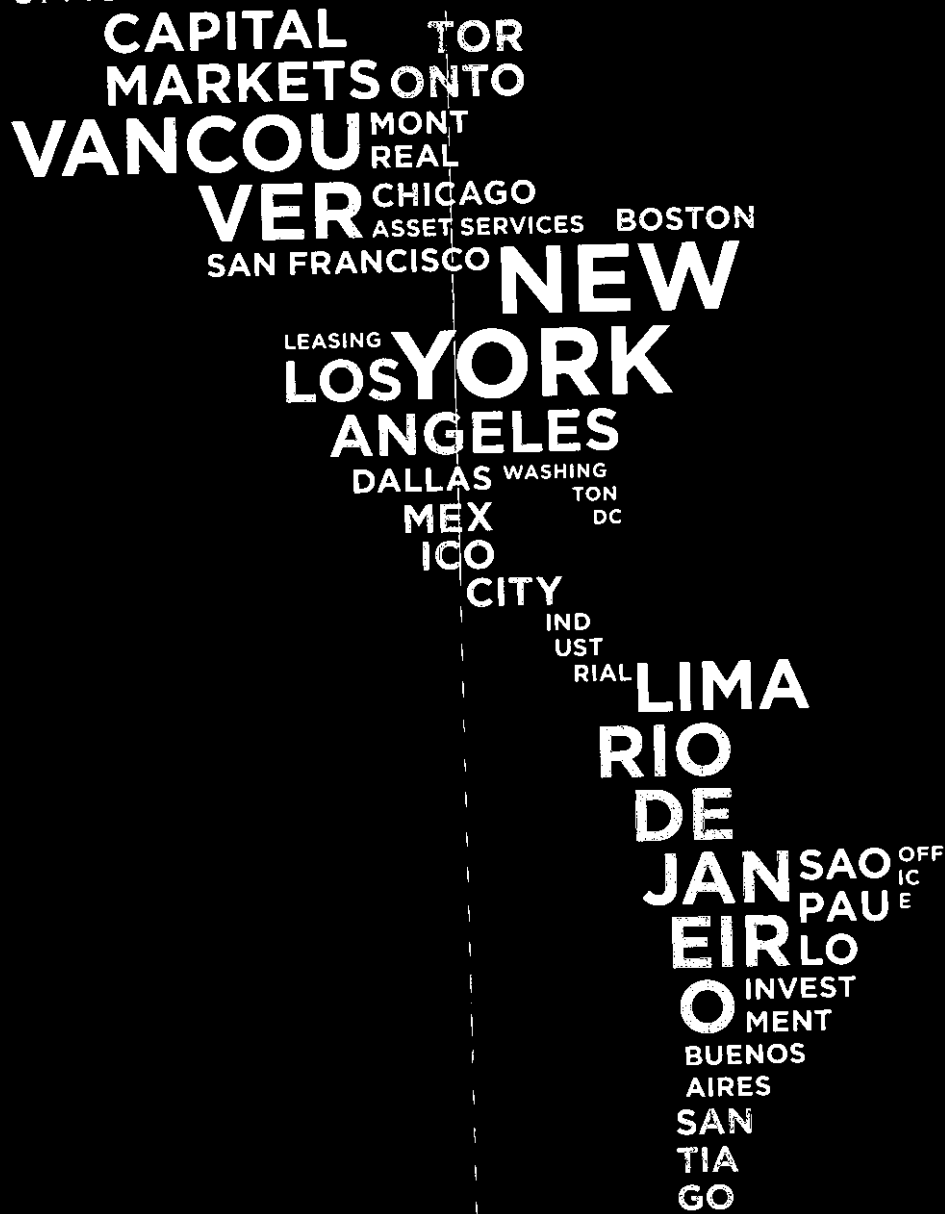 CAPITAL TOR
MARKETS ONTO
VANCOU MONT
REAL
VER CHICAGO
ASSET SERVICES BOSTON
SAN FRANCISCO NEW
LEASING YORK
LOS
ANGELES
DALLAS WASHING
TON
MEX DC
ICO
CITY
IND
UST
RIAL LIMA
RIO
DE
JAN SAO OFF
IC
PAU E
EIR LO
O INVEST
MENT
BUENOS
AIRES
SAN
TIA
GO